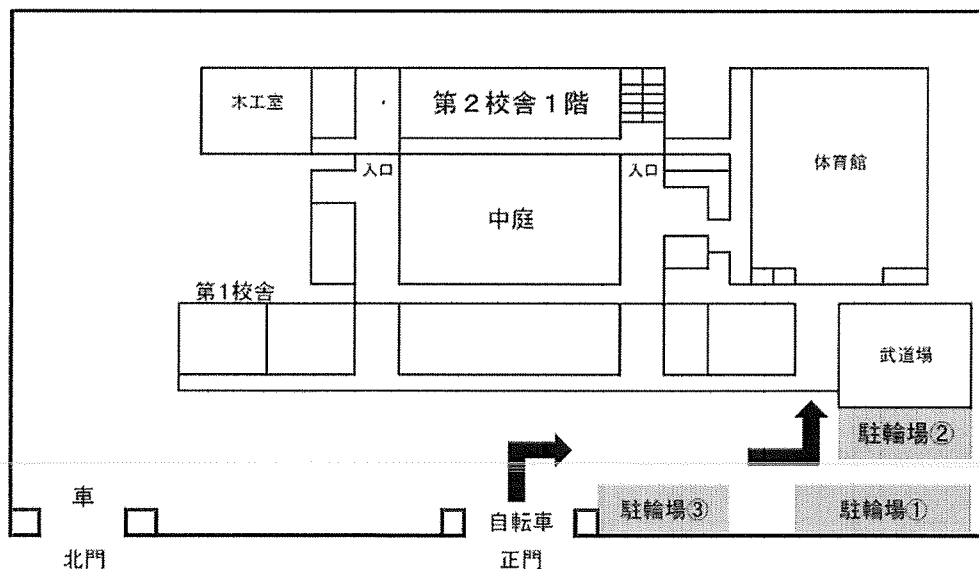 木工室
第2校舎1階
体育館
入口
入口
中庭
第1校舎
武道場
駐輪場②
車
自転車
駐輪場③
駐輪場①
北門
正門